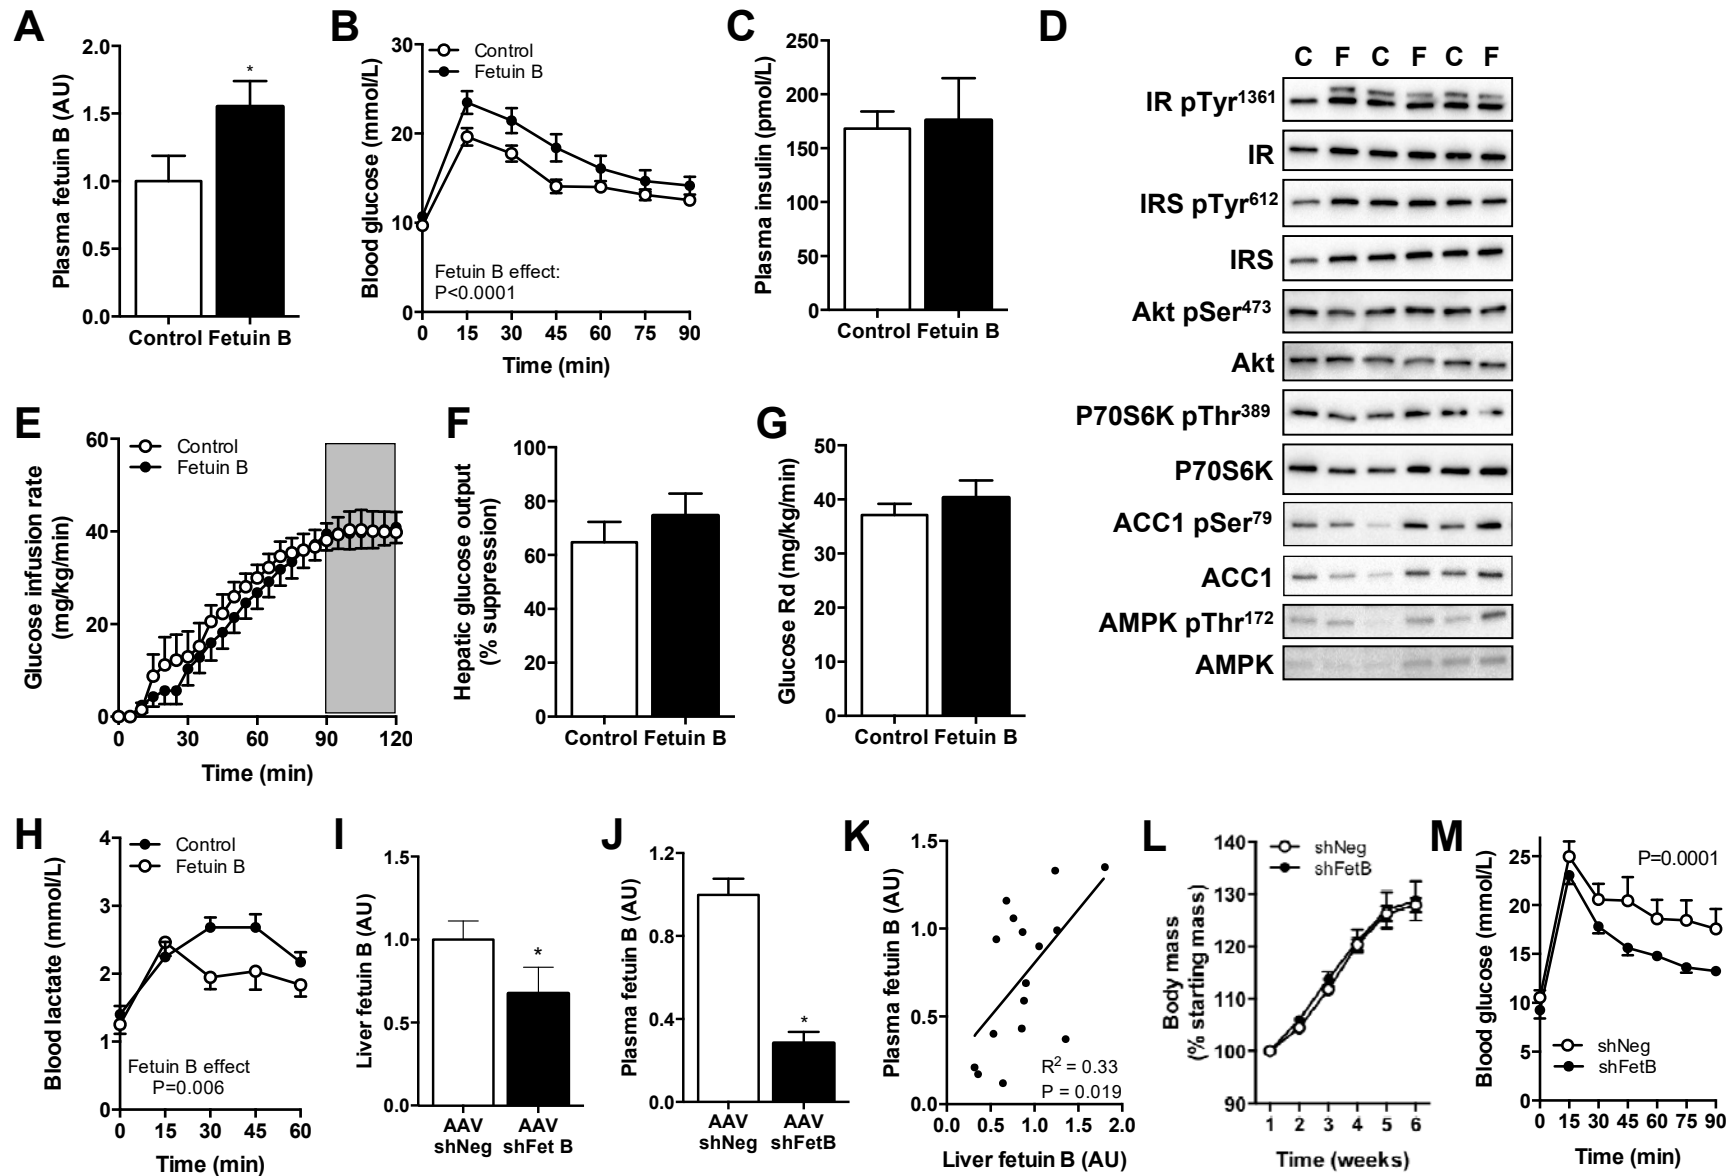 A
Plasma fetuin B (AU)
2.0
1.5
1.0
0.5
0.0
*
Control Fetuin B
B
Blood glucose (mmol/L)
30
20
10
0
Control
Fetuin B
Fetuin B effect:
P<0.0001
0 15 30 45 60 75 90
Time (min)
C
Plasma insulin (pmol/L)
250
200
150
100
50
0
Control Fetuin B
D
C F C F C F
IR pTyr1361
IR
IRS pTyr612
IRS
Akt pSer473
Akt
P70S6K pThr389
P70S6K
ACC1 pSer79
ACC1
AMPK pThr172
AMPK
E
Glucose infusion rate
(mg/kg/min)
60
40
20
0
Control
Fetuin B
0 30 60 90 120
Time (min)
F
Hepatic glucose output
(% suppression)
100
80
60
40
20
0
Control Fetuin B
G
Glucose Rd (mg/kg/min)
50
40
30
20
10
0
Control Fetuin B
H
Blood lactate (mmol/L)
4
3
2
1
0
Control
Fetuin B
Fetuin B effect
P=0.006
0 15 30 45 60
Time (min)
I
Liver fetuin B (AU)
1.5
1.0
0.5
0.0
*
AAV AAV
shNeg shFet B
J
Plasma fetuin B (AU)
1.2
0.8
0.4
0.0
*
AAV AAV
shNeg shFetB
K
Plasma fetuin B (AU)
1.5
1.0
0.5
0.0
R2 = 0.33
P = 0.019
0.0 0.5 1.0 1.5 2.0
Liver fetuin B (AU)
L
Body mass
(% starting mass)
140
130
120
110
100
90
shNeg
shFetB
1 2 3 4 5 6
Time (weeks)
M
Blood glucose (mmol/L)
25
20
15
10
5
0
P=0.0001
shNeg
shFetB
0 15 30 45 60 75 90
Time (min)